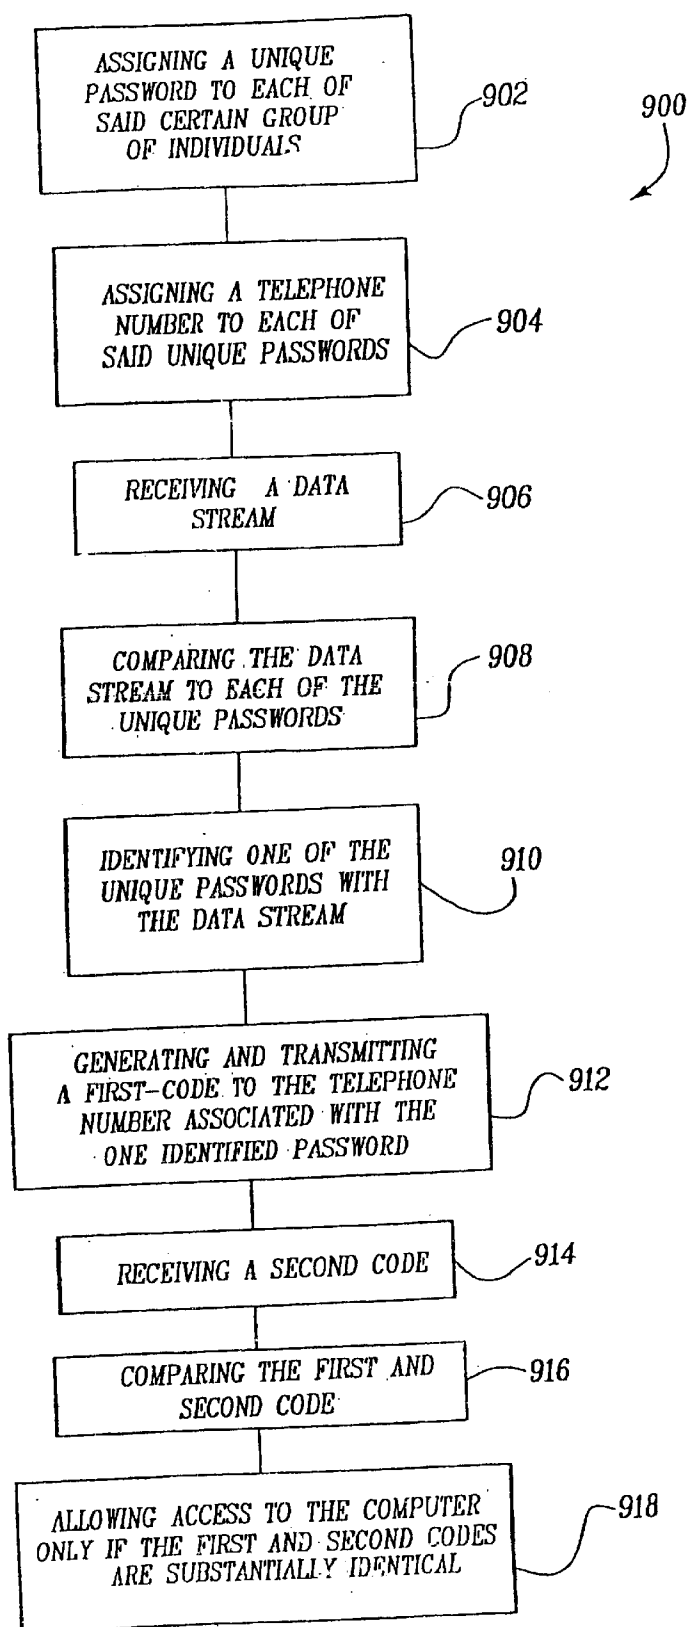 ASSIGNING A UNIQUE
PASSWORD TO EACH OF
SAID CERTAIN GROUP
OF INDIVIDUALS
902
900
ASSIGNING A TELEPHONE
NUMBER TO EACH OF
SAID UNIQUE PASSWORDS
904
RECEIVING A DATA
STREAM
906
COMPARING THE DATA
STREAM TO EACH OF THE
UNIQUE PASSWORDS
908
IDENTIFYING ONE OF THE
UNIQUE PASSWORDS WITH
THE DATA STREAM
910
GENERATING AND TRANSMITTING
A FIRST-CODE TO THE TELEPHONE
NUMBER ASSOCIATED WITH THE
ONE IDENTIFIED PASSWORD
912
RECEIVING A SECOND CODE
914
COMPARING THE FIRST AND
SECOND CODE
916
ALLOWING ACCESS TO THE COMPUTER
ONLY IF THE FIRST AND SECOND CODES
ARE SUBSTANTIALLY IDENTICAL
918